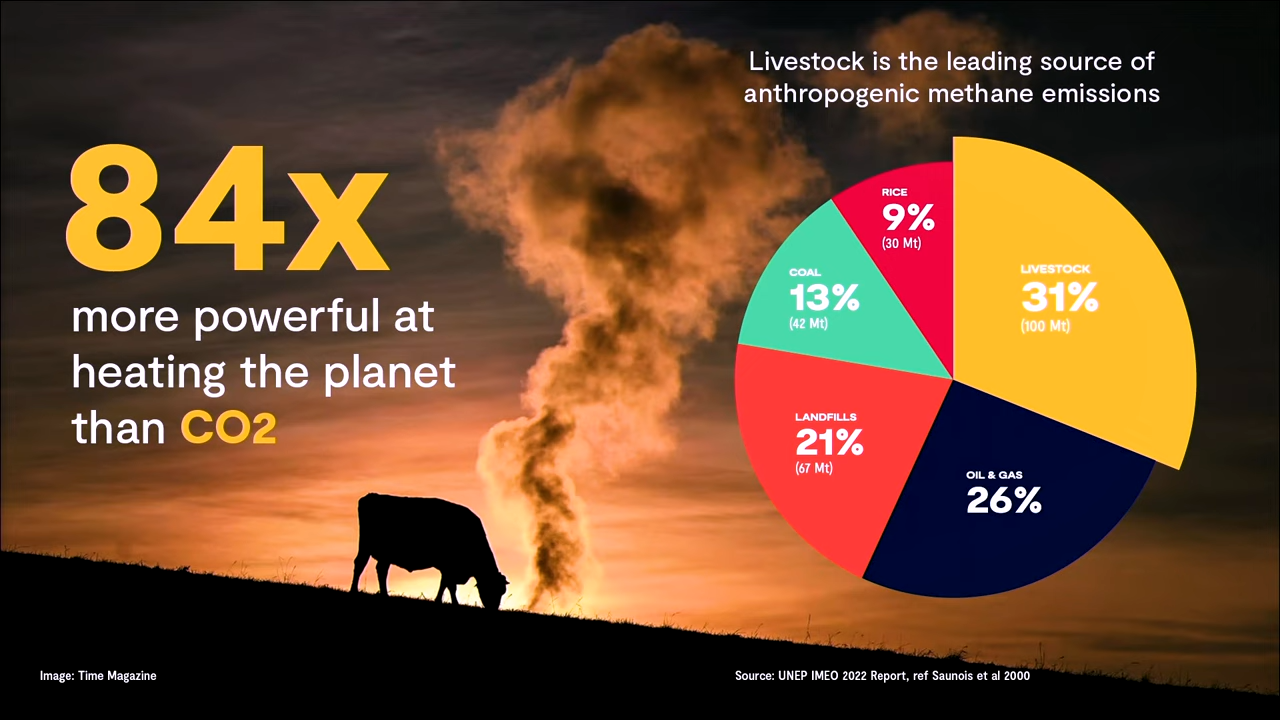 84x
more powerful at
heating the planet
than CO2
Livestock is the leading source of
anthropogenic methane emissions
RICE
9%
(30 Mt)
LIVESTOCK
31%
(100 Mt)
COAL
13%
(42 Mt)
LANDFILLS
21%
(67 Mt)
OIL & GAS
26%
Image: Time Magazine
Source: UNEP IMEO 2022 Report, ref Saunois et al 2000